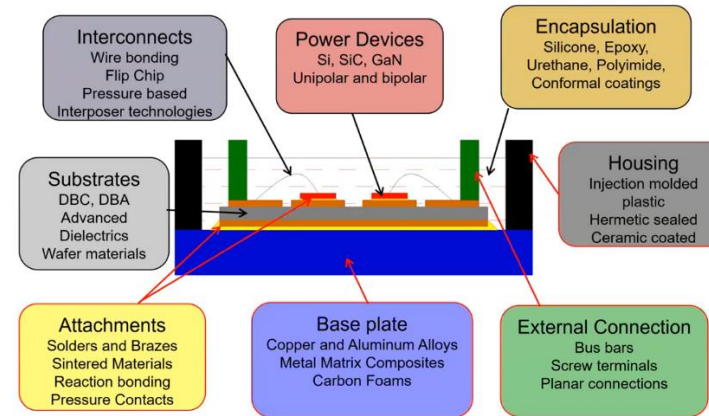 Interconnects
Wire bonding
Flip Chip
Pressure based
Interposer technologies
Power Devices
Si, SiC, GaN
Unipolar and bipolar
Encapsulation
Silicone, Epoxy,
Urethane, Polyimide,
Conformal coatings
Substrates
DBC, DBA
Advanced
Dielectrics
Wafer materials
Housing
Injection molded
plastic
Hermetic sealed
Ceramic coated
Attachments
Solders and Brazes
Sintered Materials
Reaction bonding
Pressure Contacts
Base plate
Copper and Aluminum Alloys
Metal Matrix Composites
Carbon Foams
External Connection
Bus bars
Screw terminals
Planar connections